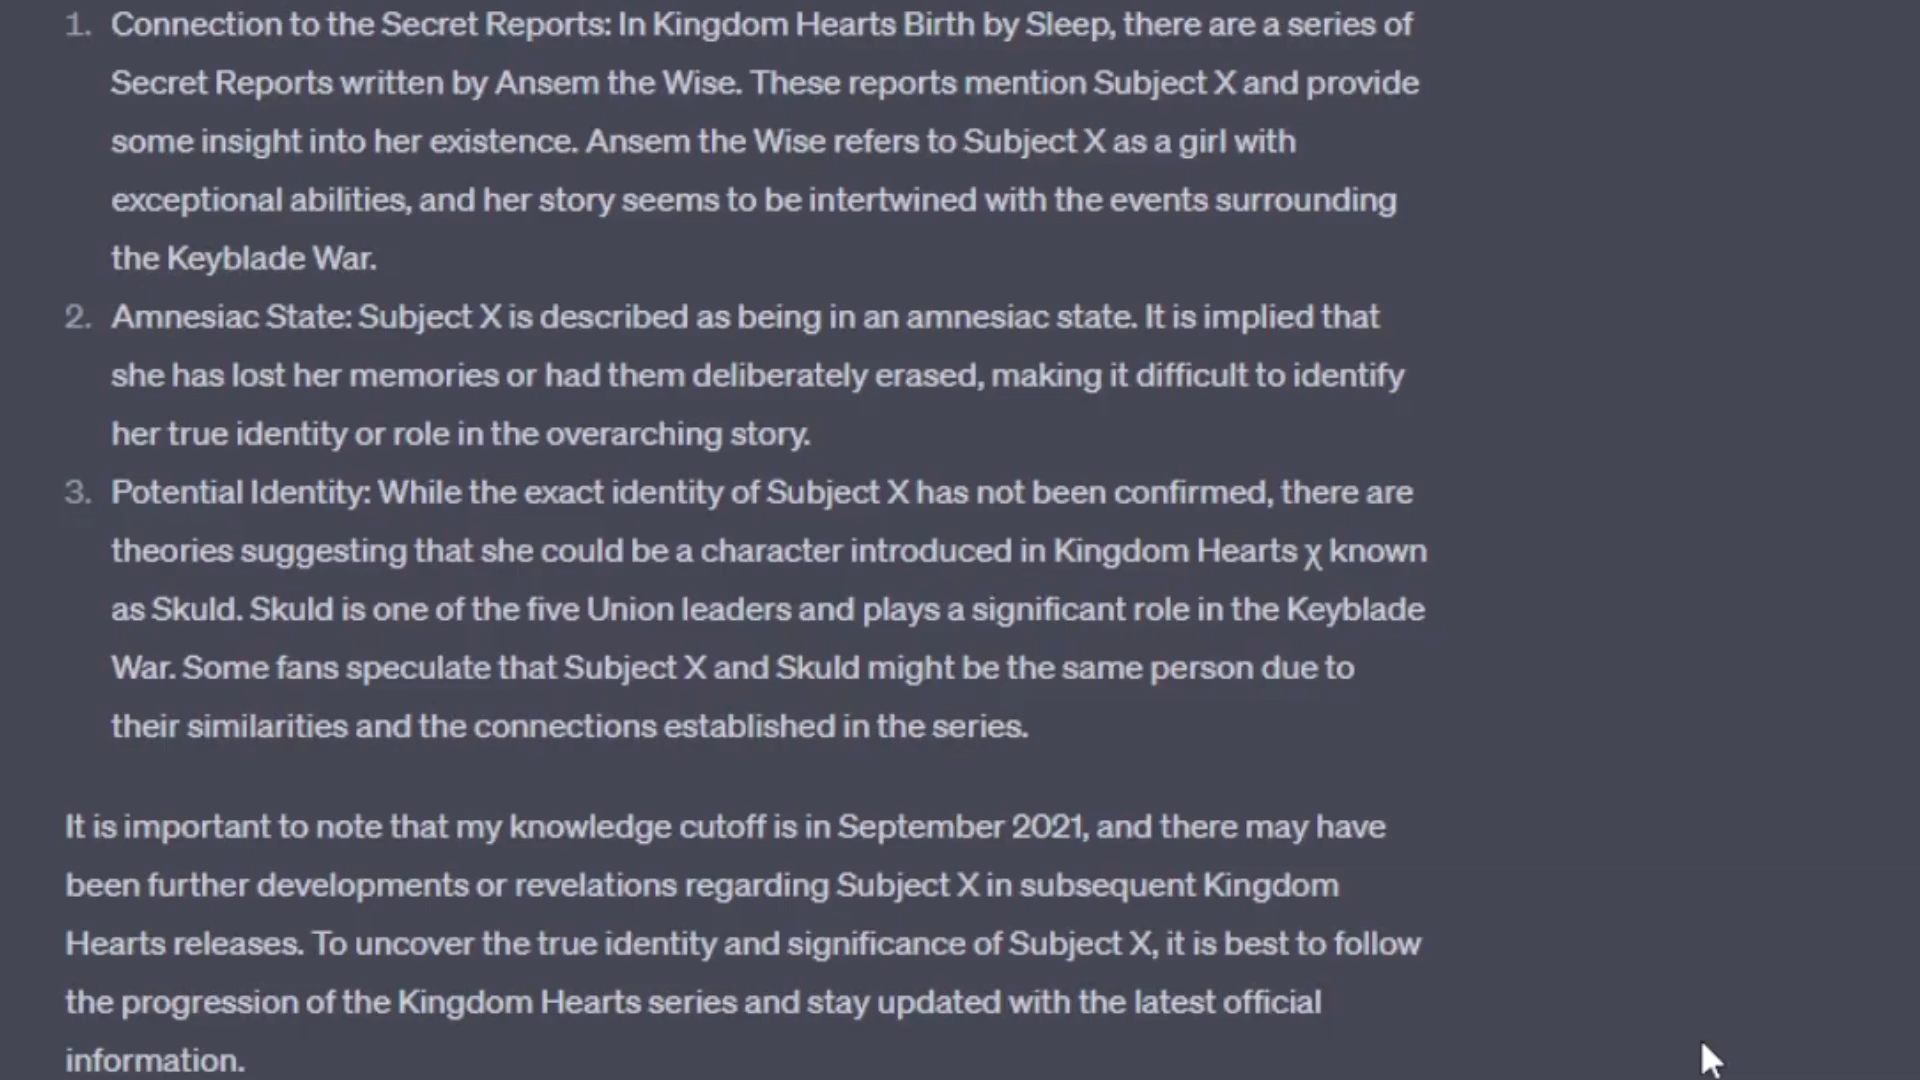 1. Connection to the Secret Reports: In Kingdom Hearts Birth by Sleep, there are a series of
Secret Reports written by Ansem the Wise. These reports mention Subject X and provide
some insight into her existence. Ansem the Wise refers to Subject X as a girl with
exceptional abilities, and her story seems to be intertwined with the events surrounding
the Keyblade War.
2. Amnesiac State: Subject X is described as being in an amnesiac state. It is implied that
she has lost her memories or had them deliberately erased, making it difficult to identify
her true identity or role in the overarching story.
3. Potential Identity: While the exact identity of Subject X has not been confirmed, there are
theories suggesting that she could be a character introduced in Kingdom Hearts χ known
as Skuld. Skuld is one of the five Union leaders and plays a significant role in the Keyblade
War. Some fans speculate that Subject X and Skuld might be the same person due to
their similarities and the connections established in the series.
It is important to note that my knowledge cutoff is in September 2021, and there may have
been further developments or revelations regarding Subject X in subsequent Kingdom
Hearts releases. To uncover the true identity and significance of Subject X, it is best to follow
the progression of the Kingdom Hearts series and stay updated with the latest official
information.